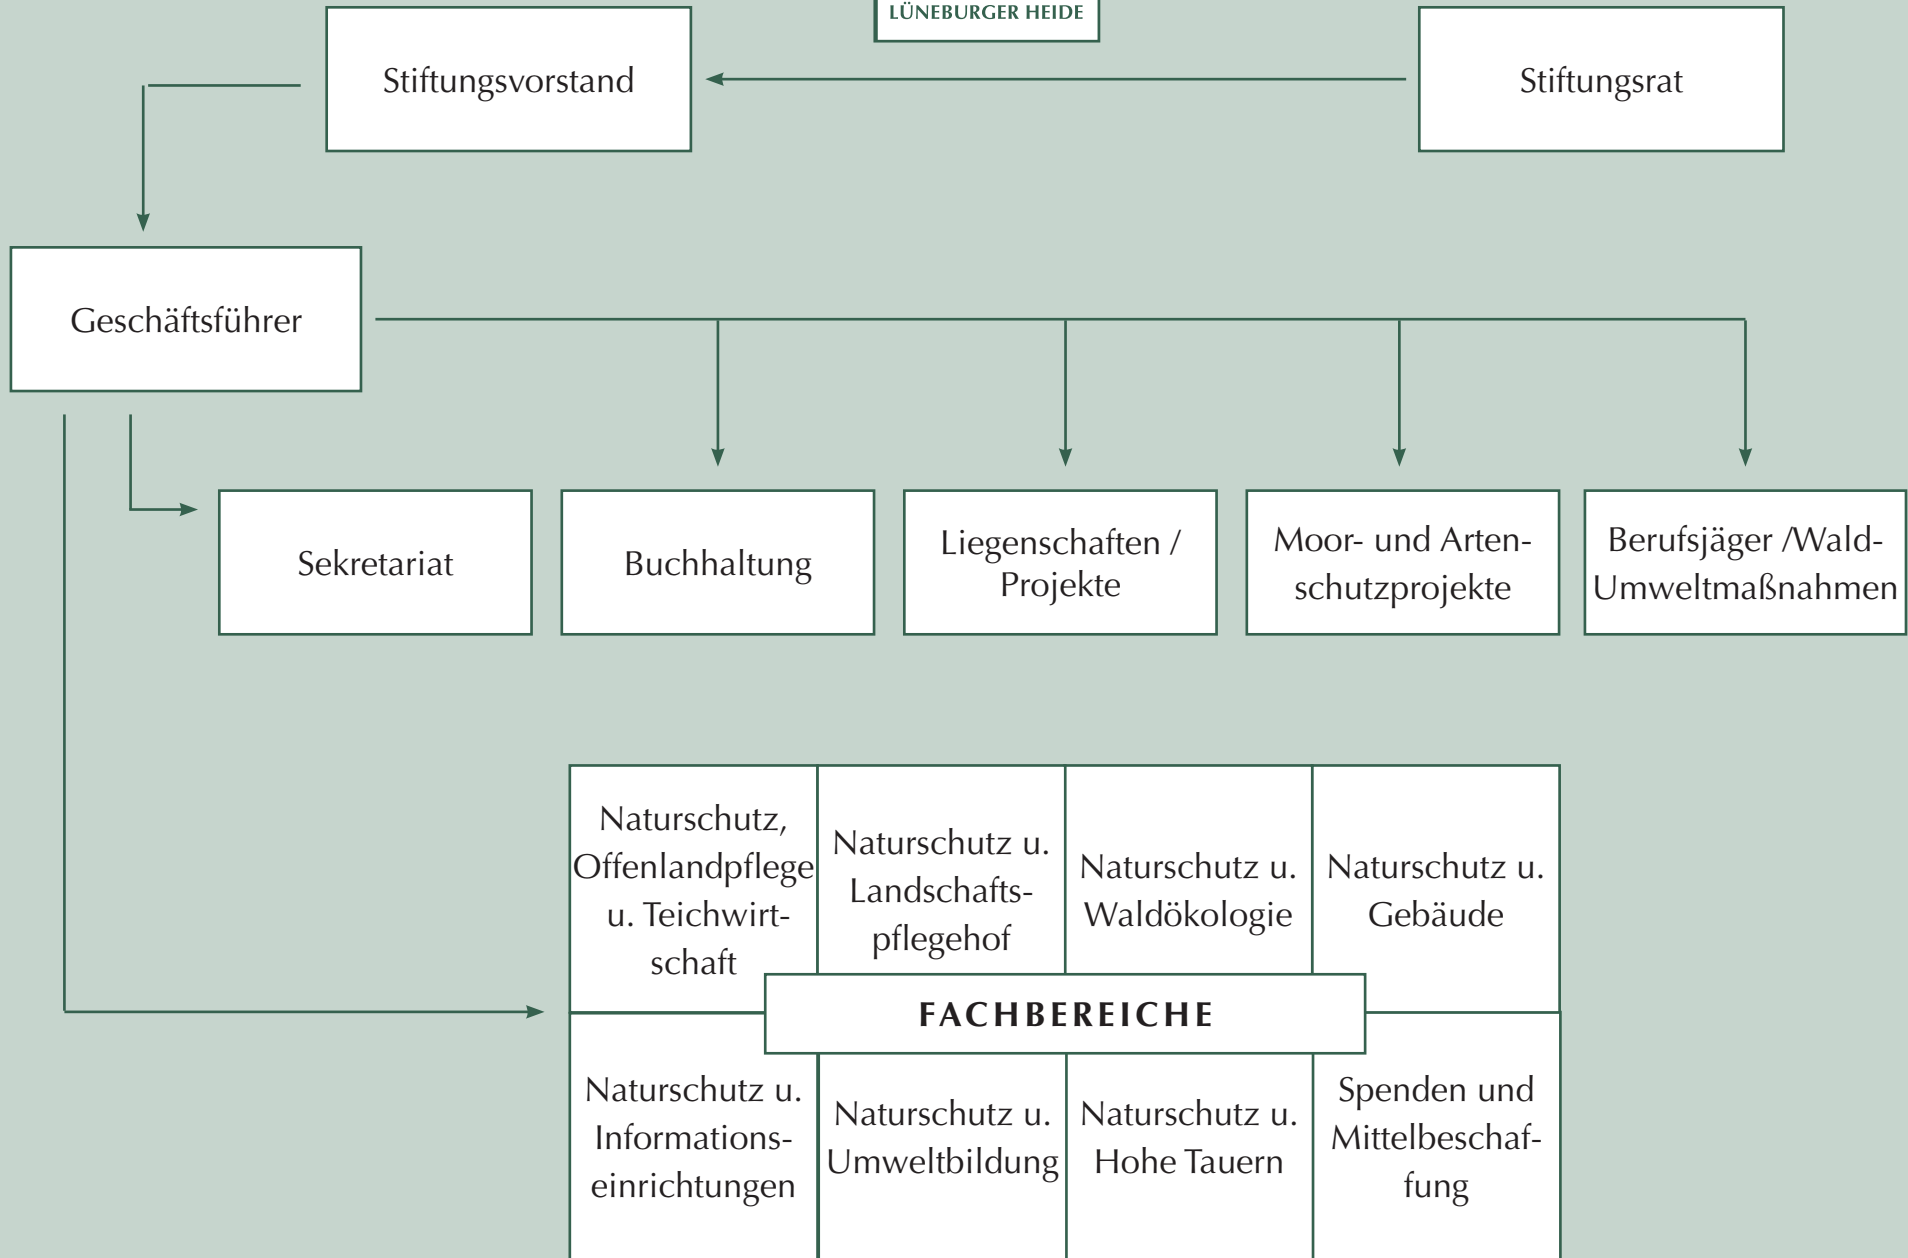 LÜNEBURGER HEIDE
Stiftungsvorstand
Stiftungsrat
Geschäftsführer
Sekretariat
Buchhaltung
Liegenschaften /
Projekte
Moor- und Arten-
schutzprojekte
Berufsjäger /Wald-
Umweltmaßnahmen
Naturschutz,
Offenlandpflege
u. Teichwirt-
schaft
Naturschutz u.
Landschafts-
pflegehof
Naturschutz u.
Waldökologie
Naturschutz u.
Gebäude
FACHBEREICHE
Naturschutz u.
Informations-
einrichtungen
Naturschutz u.
Umweltbildung
Naturschutz u.
Hohe Tauern
Spenden und
Mittelbeschaf-
fung